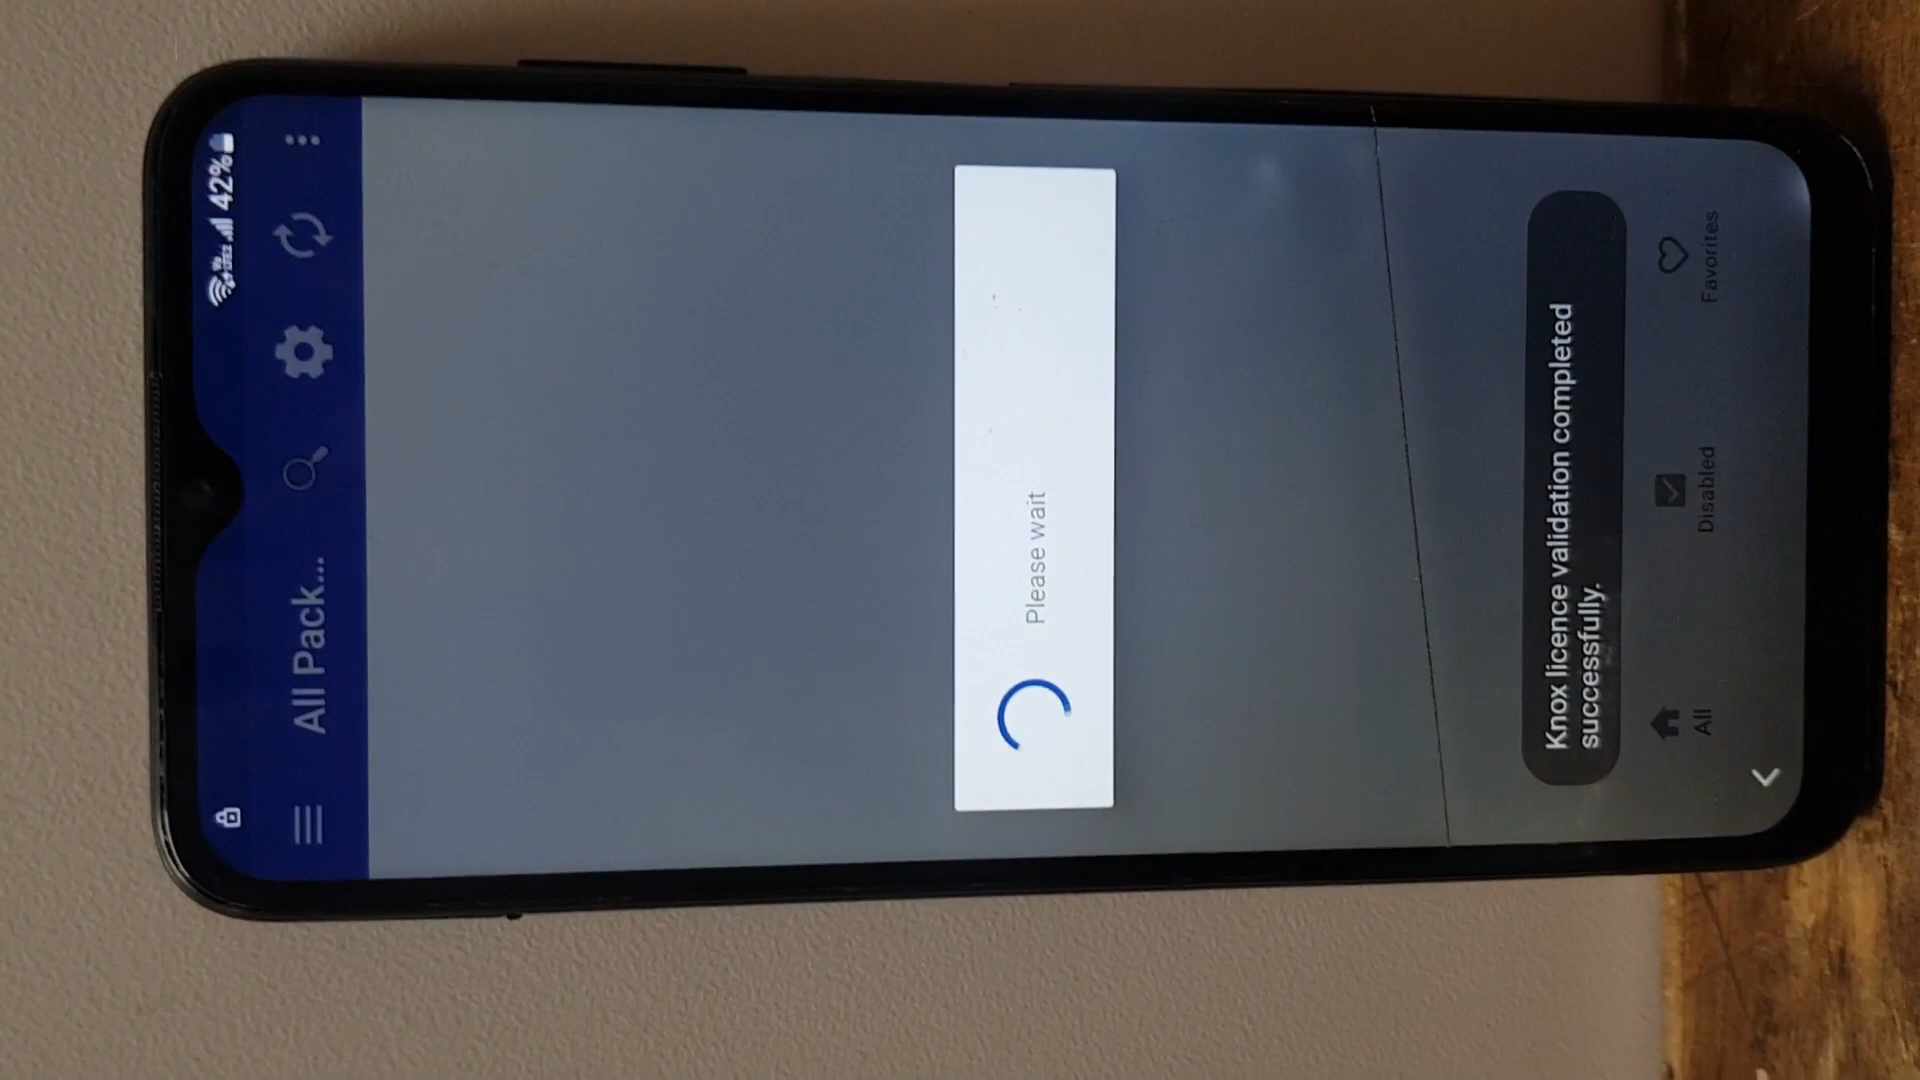 42%
All Pack...
Please wait
Knox licence validation completed
successfully.
All
Disabled
Favorites